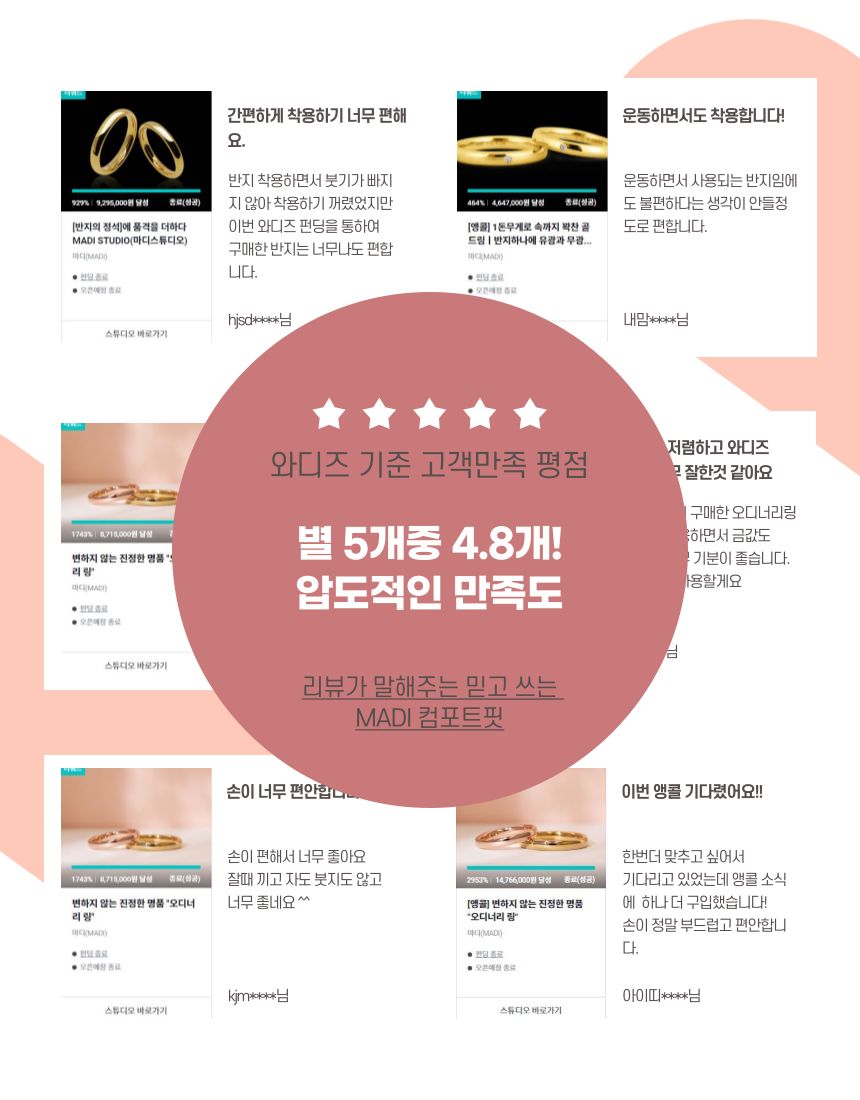 간편하게 착용하기 너무 편해
요.
반지 착용하면서 붓기가 빠지
지 않아 착용하기 꺼렸었지만
이번 와디즈 펀딩을 통하여
구매한 반지는 너무나도 편합
니다.
hjsd****님
929% 9,295,000원 달성 종료(성공)
[반지의 정석]에 품격을 더하다
MADI STUDIO(마디스튜디오)
마디(MADI)
펀딩 종료
오픈예정 종료
스튜디오 바로가기
운동하면서도 착용합니다!
운동하면서 사용되는 반지임에
도 불편하다는 생각이 안들정
도로 편합니다.
내맘****님
464% 4,647,000원 달성 종료(성공)
[앵콜] 1돈무게로 속까지 꽉찬 골
드링 | 반지하나에 유광과 무광...
마디(MADI)
펀딩 종료
오픈예정 종료
와디즈 기준 고객만족 평점
별 5개중 4.8개!
압도적인 만족도
리뷰가 말해주는 믿고 쓰는
MADI 컴포트핏
1743% 8,715,000원 달성
변하지 않는 진정한 명품 "
리 링"
마디(MADI)
펀딩 종료
오픈예정 종료
스튜디오 바로가기
저렴하고 와디즈
잘한것 같아요
구매한 오디너리링
하면서 금값도
기분이 좋습니다.
사용할게요
님
손이 너무 편안합니다
손이 편해서 너무 좋아요
잘때 끼고 자도 붓지도 않고
너무 좋네요 ^^
kjm****님
1743% 8,715,000원 달성 종료(성공)
변하지 않는 진정한 명품 "오디너
리 링"
마디(MADI)
펀딩 종료
오픈예정 종료
스튜디오 바로가기
이번 앵콜 기다렸어요!!
한번더 맞추고 싶어서
기다리고 있었는데 앵콜 소식
에 하나 더 구입했습니다!
손이 정말 부드럽고 편안합니
다.
아이띠****님
2953% 14,766,000원 달성 종료(성공)
[앵콜] 변하지 않는 진정한 명품
"오디너리 링"
마디(MADI)
펀딩 종료
오픈예정 종료
스튜디오 바로가기